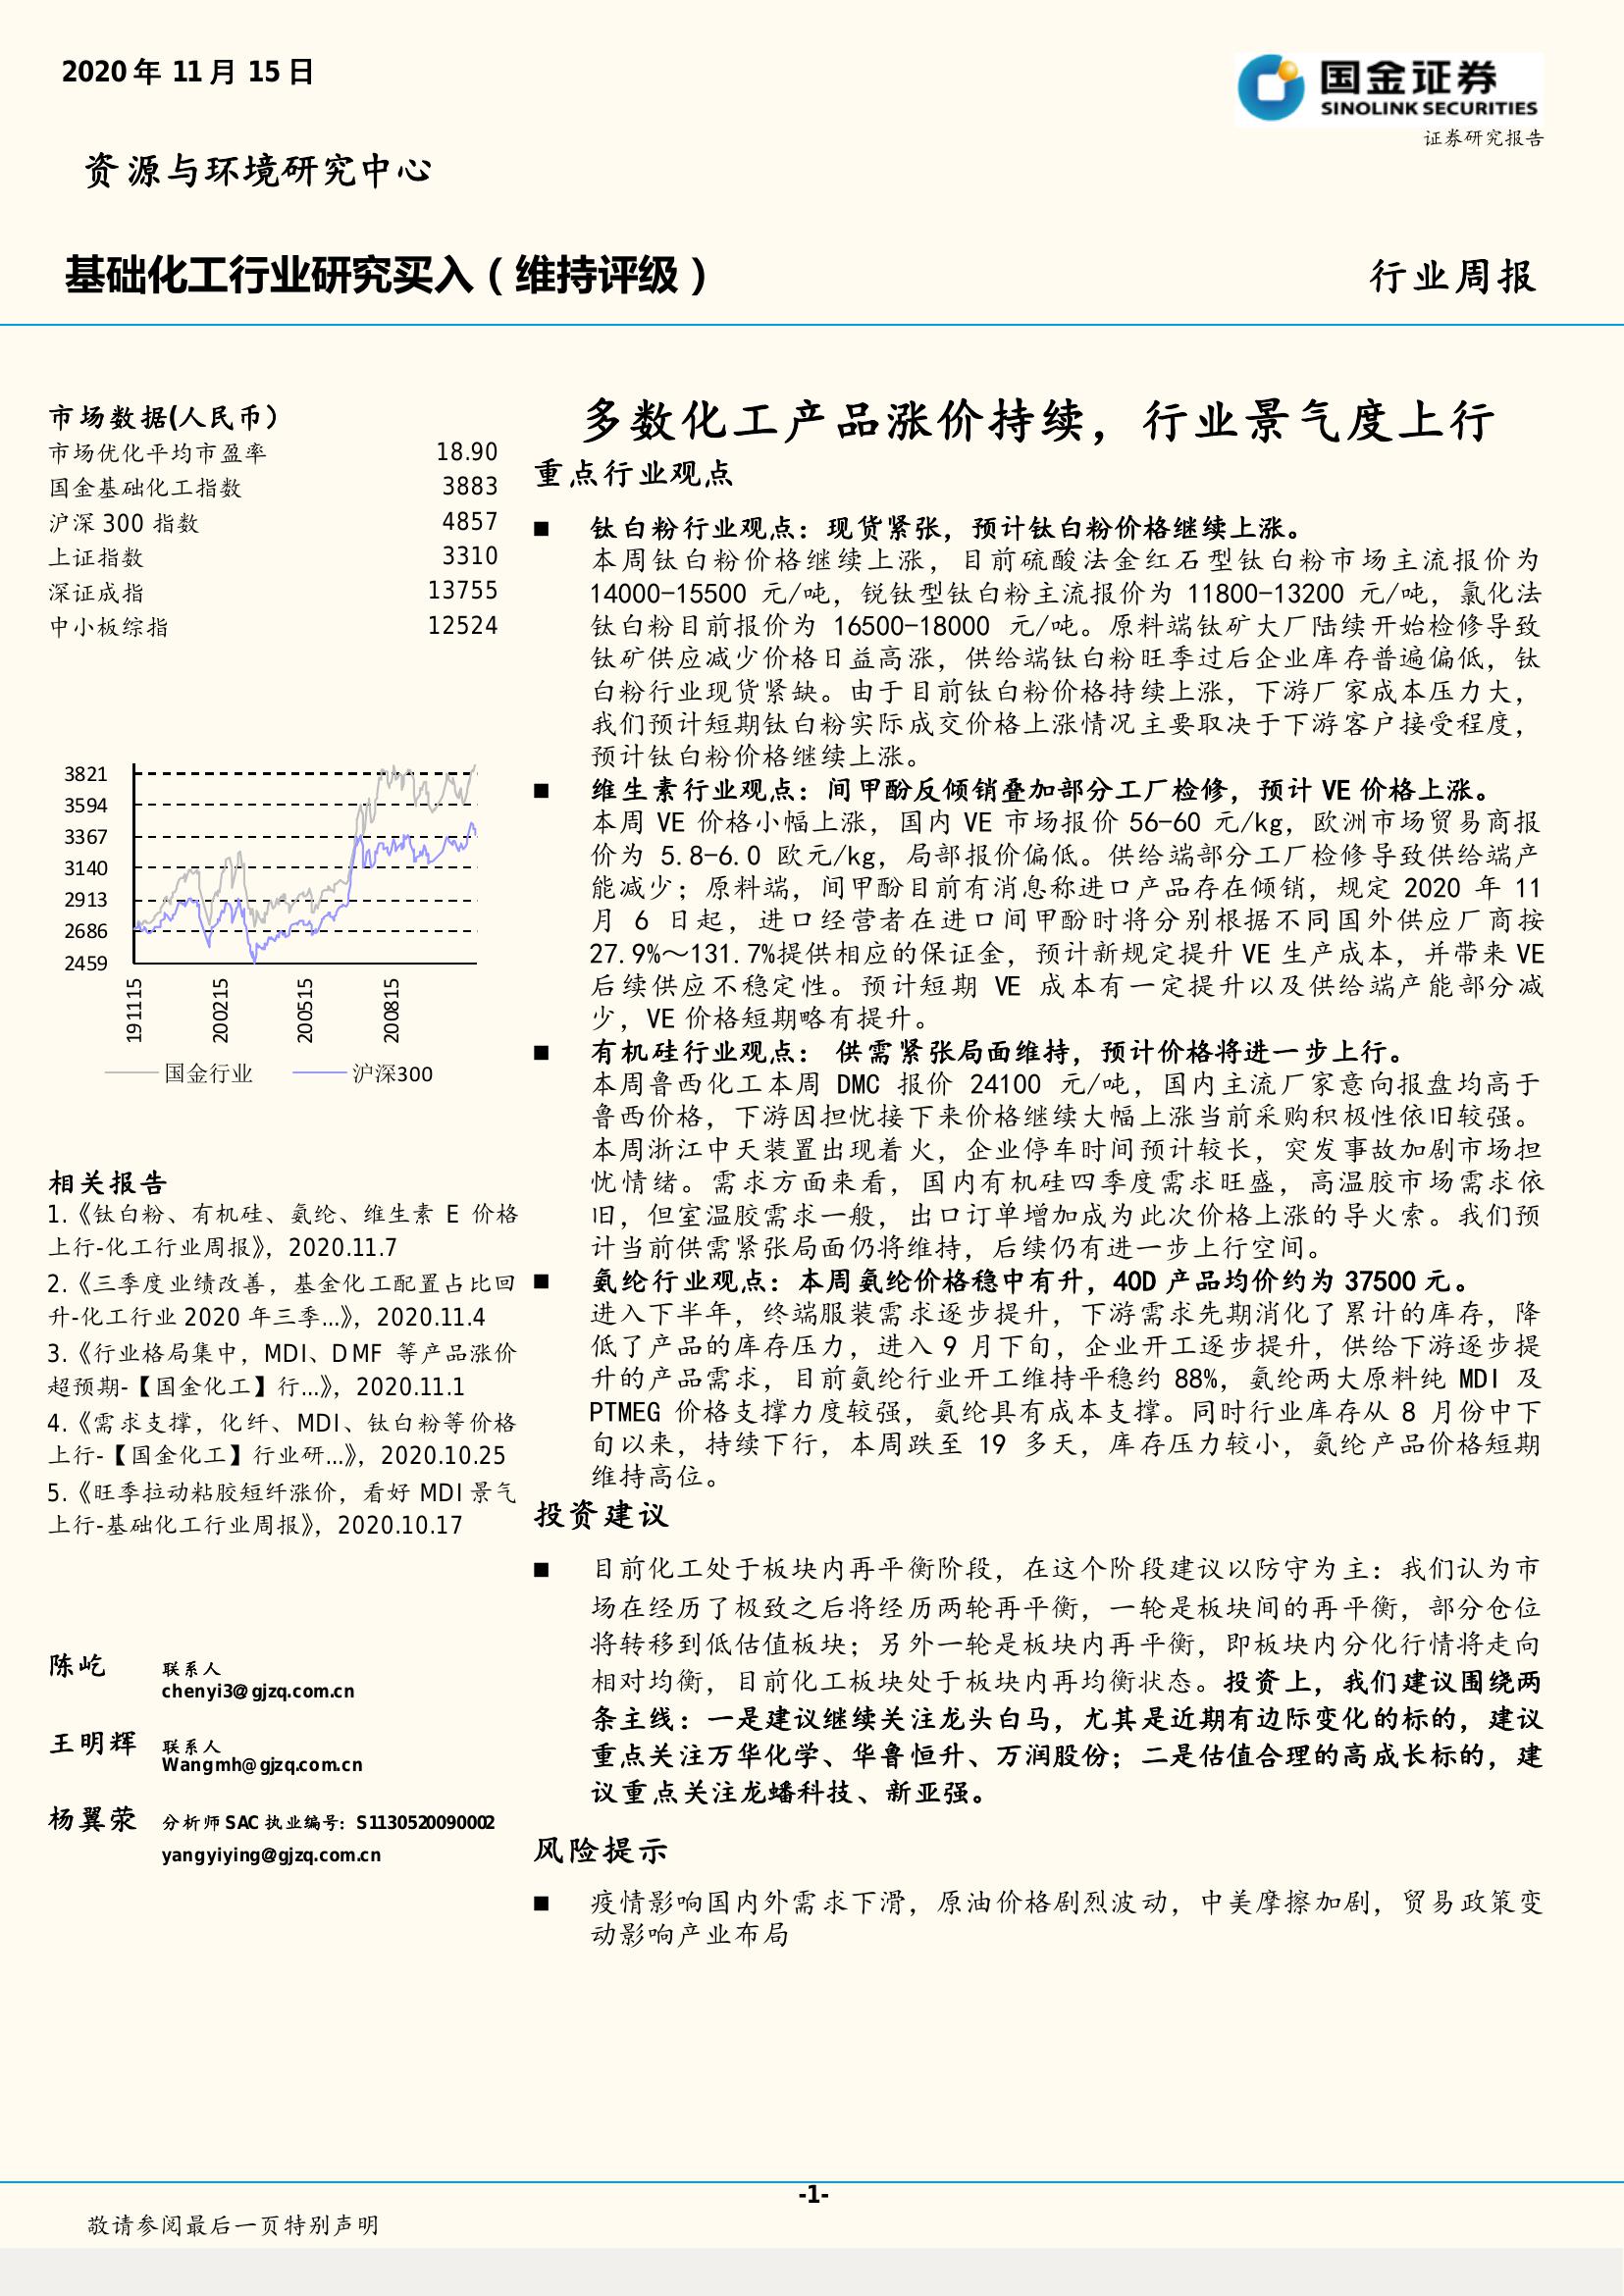 2020 年 11 月 15 日
国金证券
SINOLINK SECURITIES
证券研究报告
资源与环境研究中心
基础化工行业研究买入（维持评级）
行业周报
市场数据(人民币）
市场优化平均市盈率 18.90
国金基础化工指数 3883
沪深 300 指数 4857
上证指数 3310
深证成指 13755
中小板综指 12524
3821
3594
3367
3140
2913
2686
2459
191115
200215
200515
200815
国金行业 沪深300
相关报告
1.《钛白粉、有机硅、氨纶、维生素 E 价格
上行-化工行业周报》，2020.11.7
2.《三季度业绩改善，基金化工配置占比回
升-化工行业 2020 年三季...》，2020.11.4
3.《行业格局集中，MDI、DMF 等产品涨价
超预期-【国金化工】行...》，2020.11.1
4.《需求支撑，化纤、MDI、钛白粉等价格
上行-【国金化工】行业研...》，2020.10.25
5.《旺季拉动粘胶短纤涨价，看好 MDI 景气
上行-基础化工行业周报》，2020.10.17
陈屹 联系人
chenyi3@gjzq.com.cn
王明辉 联系人
Wangmh@gjzq.com.cn
杨翼荥 分析师 SAC 执业编号：S1130520090002
yangyiying@gjzq.com.cn
多数化工产品涨价持续，行业景气度上行
重点行业观点
■ 钛白粉行业观点：现货紧张，预计钛白粉价格继续上涨。
本周钛白粉价格继续上涨，目前硫酸法金红石型钛白粉市场主流报价为
14000-15500 元/吨，锐钛型钛白粉主流报价为 11800-13200 元/吨，氯化法
钛白粉目前报价为 16500-18000 元/吨。原料端钛矿大厂陆续开始检修导致
钛矿供应减少价格日益高涨，供给端钛白粉旺季过后企业库存普遍偏低，钛
白粉行业现货紧缺。由于目前钛白粉价格持续上涨，下游厂家成本压力大，
我们预计短期钛白粉实际成交价格上涨情况主要取决于下游客户接受程度，
预计钛白粉价格继续上涨。
■ 维生素行业观点：间甲酚反倾销叠加部分工厂检修，预计 VE 价格上涨。
本周 VE 价格小幅上涨，国内 VE 市场报价 56-60 元/kg，欧洲市场贸易商报
价为 5.8-6.0 欧元/kg，局部报价偏低。供给端部分工厂检修导致供给端产
能减少；原料端，间甲酚目前有消息称进口产品存在倾销，规定 2020 年 11
月 6 日起，进口经营者在进口间甲酚时将分别根据不同国外供应厂商按
27.9%～131.7%提供相应的保证金，预计新规定提升 VE 生产成本，并带来 VE
后续供应不稳定性。预计短期 VE 成本有一定提升以及供给端产能部分减
少，VE 价格短期略有提升。
■ 有机硅行业观点： 供需紧张局面维持，预计价格将进一步上行。
本周鲁西化工本周 DMC 报价 24100 元/吨，国内主流厂家意向报盘均高于
鲁西价格，下游因担忧接下来价格继续大幅上涨当前采购积极性依旧较强。
本周浙江中天装置出现着火，企业停车时间预计较长，突发事故加剧市场担
忧情绪。需求方面来看，国内有机硅四季度需求旺盛，高温胶市场需求依
旧，但室温胶需求一般，出口订单增加成为此次价格上涨的导火索。我们预
计当前供需紧张局面仍将维持，后续仍有进一步上行空间。
■ 氨纶行业观点：本周氨纶价格稳中有升，40D 产品均价约为 37500 元。
进入下半年，终端服装需求逐步提升，下游需求先期消化了累计的库存，降
低了产品的库存压力，进入 9 月下旬，企业开工逐步提升，供给下游逐步提
升的产品需求，目前氨纶行业开工维持平稳约 88%，氨纶两大原料纯 MDI 及
PTMEG 价格支撑力度较强，氨纶具有成本支撑。同时行业库存从 8 月份中下
旬以来，持续下行，本周跌至 19 多天，库存压力较小，氨纶产品价格短期
维持高位。
投资建议
■ 目前化工处于板块内再平衡阶段，在这个阶段建议以防守为主：我们认为市
场在经历了极致之后将经历两轮再平衡，一轮是板块间的再平衡，部分仓位
将转移到低估值板块；另外一轮是板块内再平衡，即板块内分化行情将走向
相对均衡，目前化工板块处于板块内再均衡状态。投资上，我们建议围绕两
条主线：一是建议继续关注龙头白马，尤其是近期有边际变化的标的，建议
重点关注万华化学、华鲁恒升、万润股份；二是估值合理的高成长标的，建
议重点关注龙蟠科技、新亚强。
风险提示
■ 疫情影响国内外需求下滑，原油价格剧烈波动，中美摩擦加剧，贸易政策变
动影响产业布局
-1-
敬请参阅最后一页特别声明